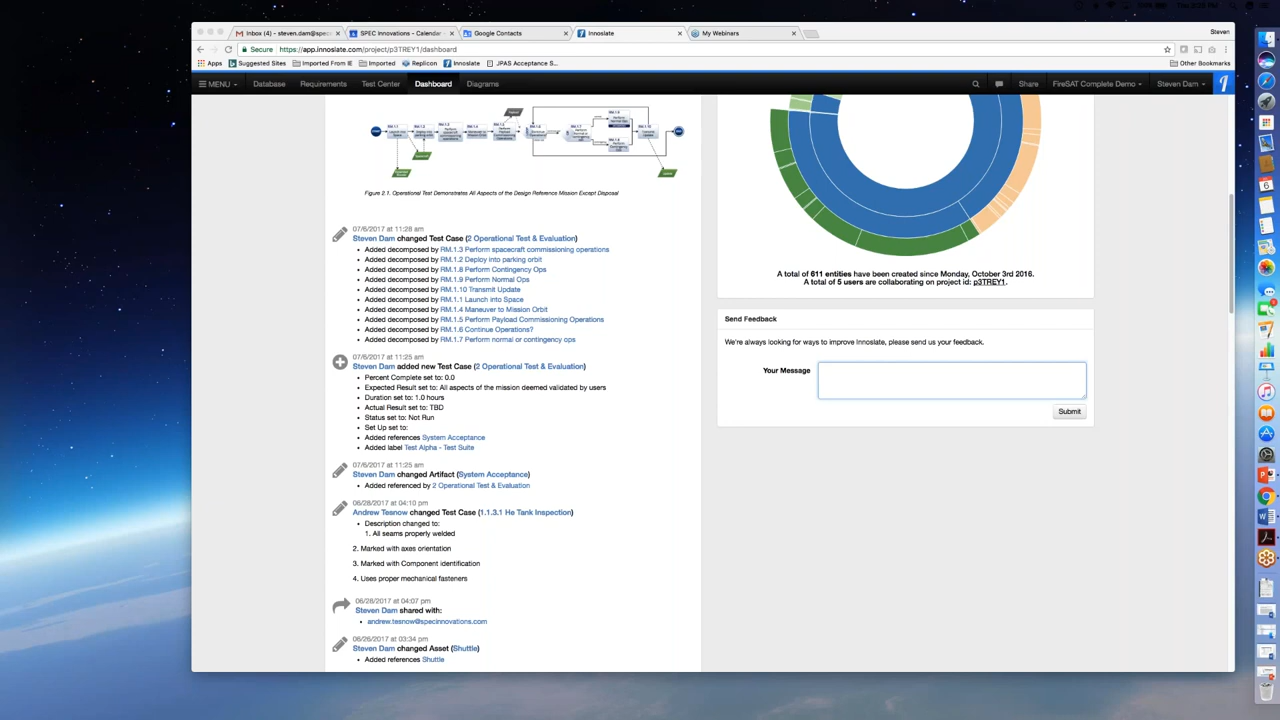 Inbox (4) - steven.dam@spec
SPEC Innovations - Calendar
Google Contacts
Innoslate
My Webinars
Steven
Secure
https://app.innoslate.com/project/p3TREY1/dashboard
Apps
Suggested Sites
Imported From IE
Imported
Replicon
Innoslate
JPAS Acceptance S...
Other Bookmarks
MENU
Database
Requirements
Test Center
Dashboard
Diagrams
Share
FireSAT Complete Demo
Steven Dam
Figure 2.1. Operational Test Demonstrates All Aspects of the Design Reference Mission Except Disposal
07/6/2017 at 11:28 am
Steven Dam changed Test Case (2 Operational Test & Evaluation)
• Added decomposed by RM.1.3 Perform spacecraft commissioning operations
• Added decomposed by RM.1.2 Deploy into parking orbit
• Added decomposed by RM.1.8 Perform Contingency Ops
• Added decomposed by RM.1.9 Perform Normal Ops
• Added decomposed by RM.1.10 Transmit Update
• Added decomposed by RM.1.1 Launch into Space
• Added decomposed by RM.1.4 Maneuver to Mission Orbit
• Added decomposed by RM.1.5 Perform Payload Commissioning Operations
• Added decomposed by RM.1.6 Continue Operations?
• Added decomposed by RM.1.7 Perform normal or contingency ops
07/6/2017 at 11:25 am
Steven Dam added new Test Case (2 Operational Test & Evaluation)
• Percent Complete set to: 0.0
• Expected Result set to: All aspects of the mission deemed validated by users
• Duration set to: 1.0 hours
• Actual Result set to: TBD
• Status set to: Not Run
• Set Up set to:
• Added references System Acceptance
• Added label Test Alpha - Test Suite
07/6/2017 at 11:25 am
Steven Dam changed Artifact (System Acceptance)
• Added referenced by 2 Operational Test & Evaluation
06/28/2017 at 04:10 pm
Andrew Tesnow changed Test Case (1.1.3.1 He Tank Inspection)
• Description changed to:
1. All seams properly welded
2. Marked with axes orientation
3. Marked with Component identification
4. Uses proper mechanical fasteners
06/28/2017 at 04:07 pm
Steven Dam shared with:
• andrew.tesnow@specinnovations.com
06/26/2017 at 03:34 pm
Steven Dam changed Asset (Shuttle)
• Added references Shuttle
A total of 611 entities have been created since Monday, October 3rd 2016.
A total of 5 users are collaborating on project id: p3TREY1.
Send Feedback
We're always looking for ways to improve Innoslate, please send us your feedback.
Your Message
Submit